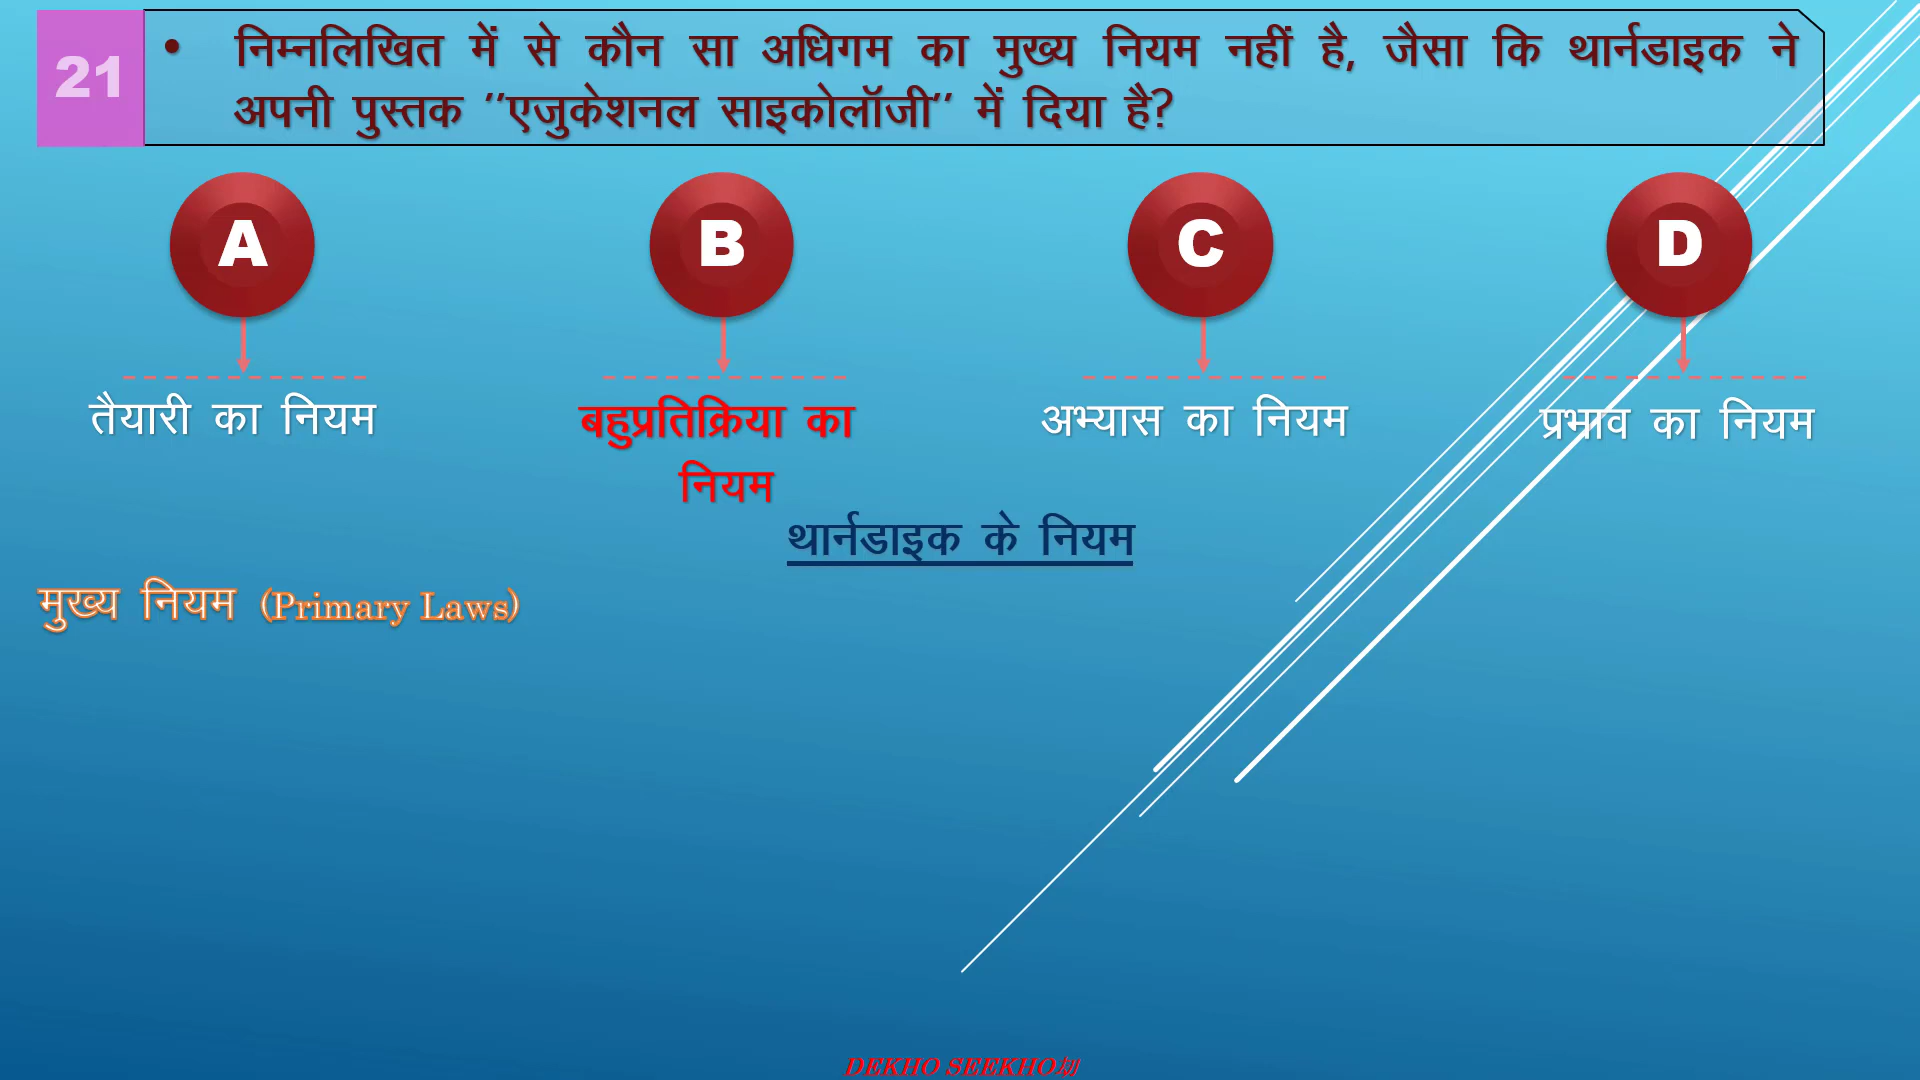 21
• निम्नलिखित में से कौन सा अधिगम का मुख्य नियम नहीं है, जैसा कि थार्नडाइक ने
अपनी पुस्तक ''एजुकेशनल साइकोलॉजी'' में दिया है?
A B C D
तैयारी का नियम
बहुप्रतिक्रिया का
नियम
अभ्यास का नियम
प्रभाव का नियम
थार्नडाइक के नियम
मुख्य नियम (Primary Laws)
DEKHO SEEKHO